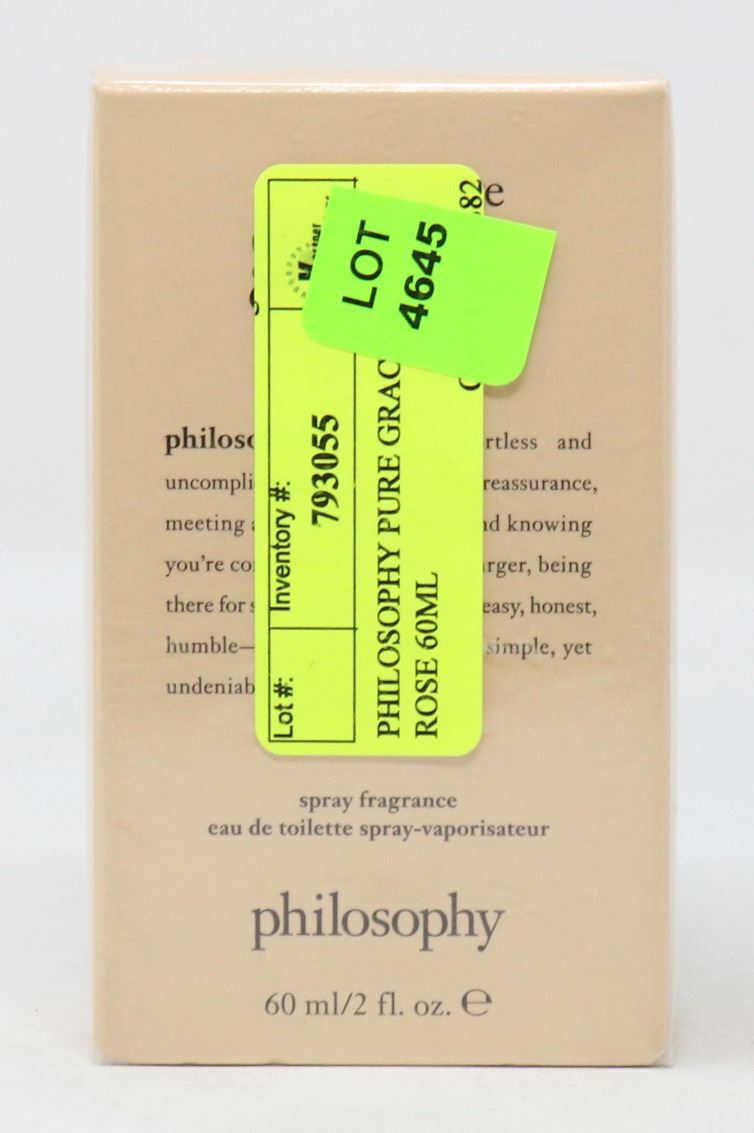 e
philoso
rtless and
uncompli
reassurance,
meeting
nd knowing
you're co
rger, being
there for s
easy, honest,
humble—
simple, yet
undeniab
LOT
4645
82
Inventory #:
793055
Lot #:
PHILOSOPHY PURE GRAC
ROSE 60ML
spray fragrance
eau de toilette spray-vaporisateur
philosophy
60 ml/2 fl. oz. ℮